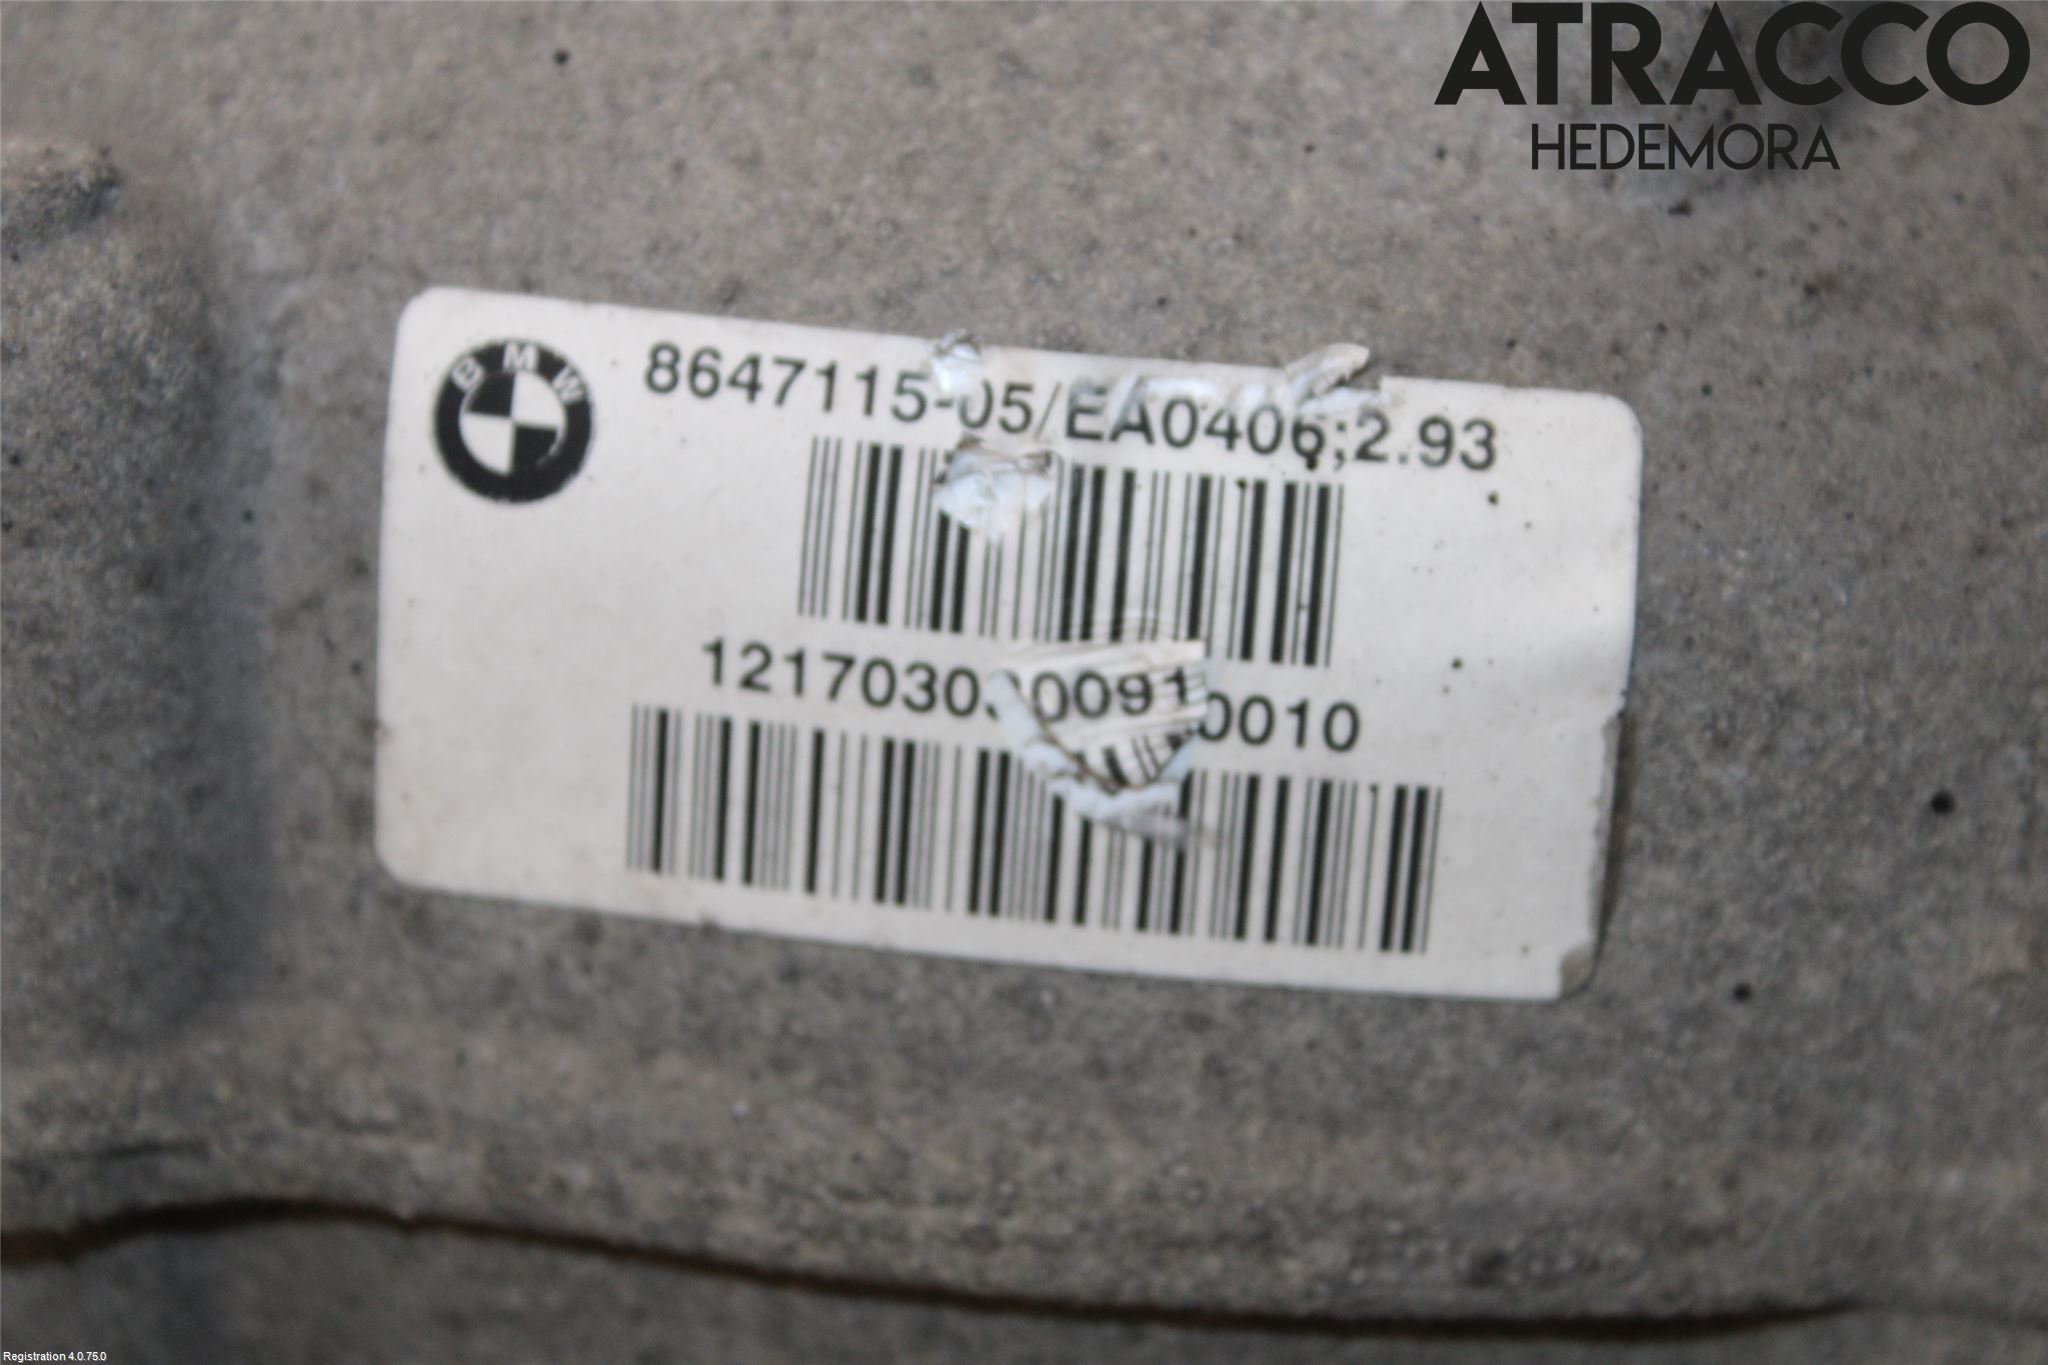 ATRACCO
HEDEMORA
BMW
8647115-05/EA0406;2.93
Registration 4.0.75.0